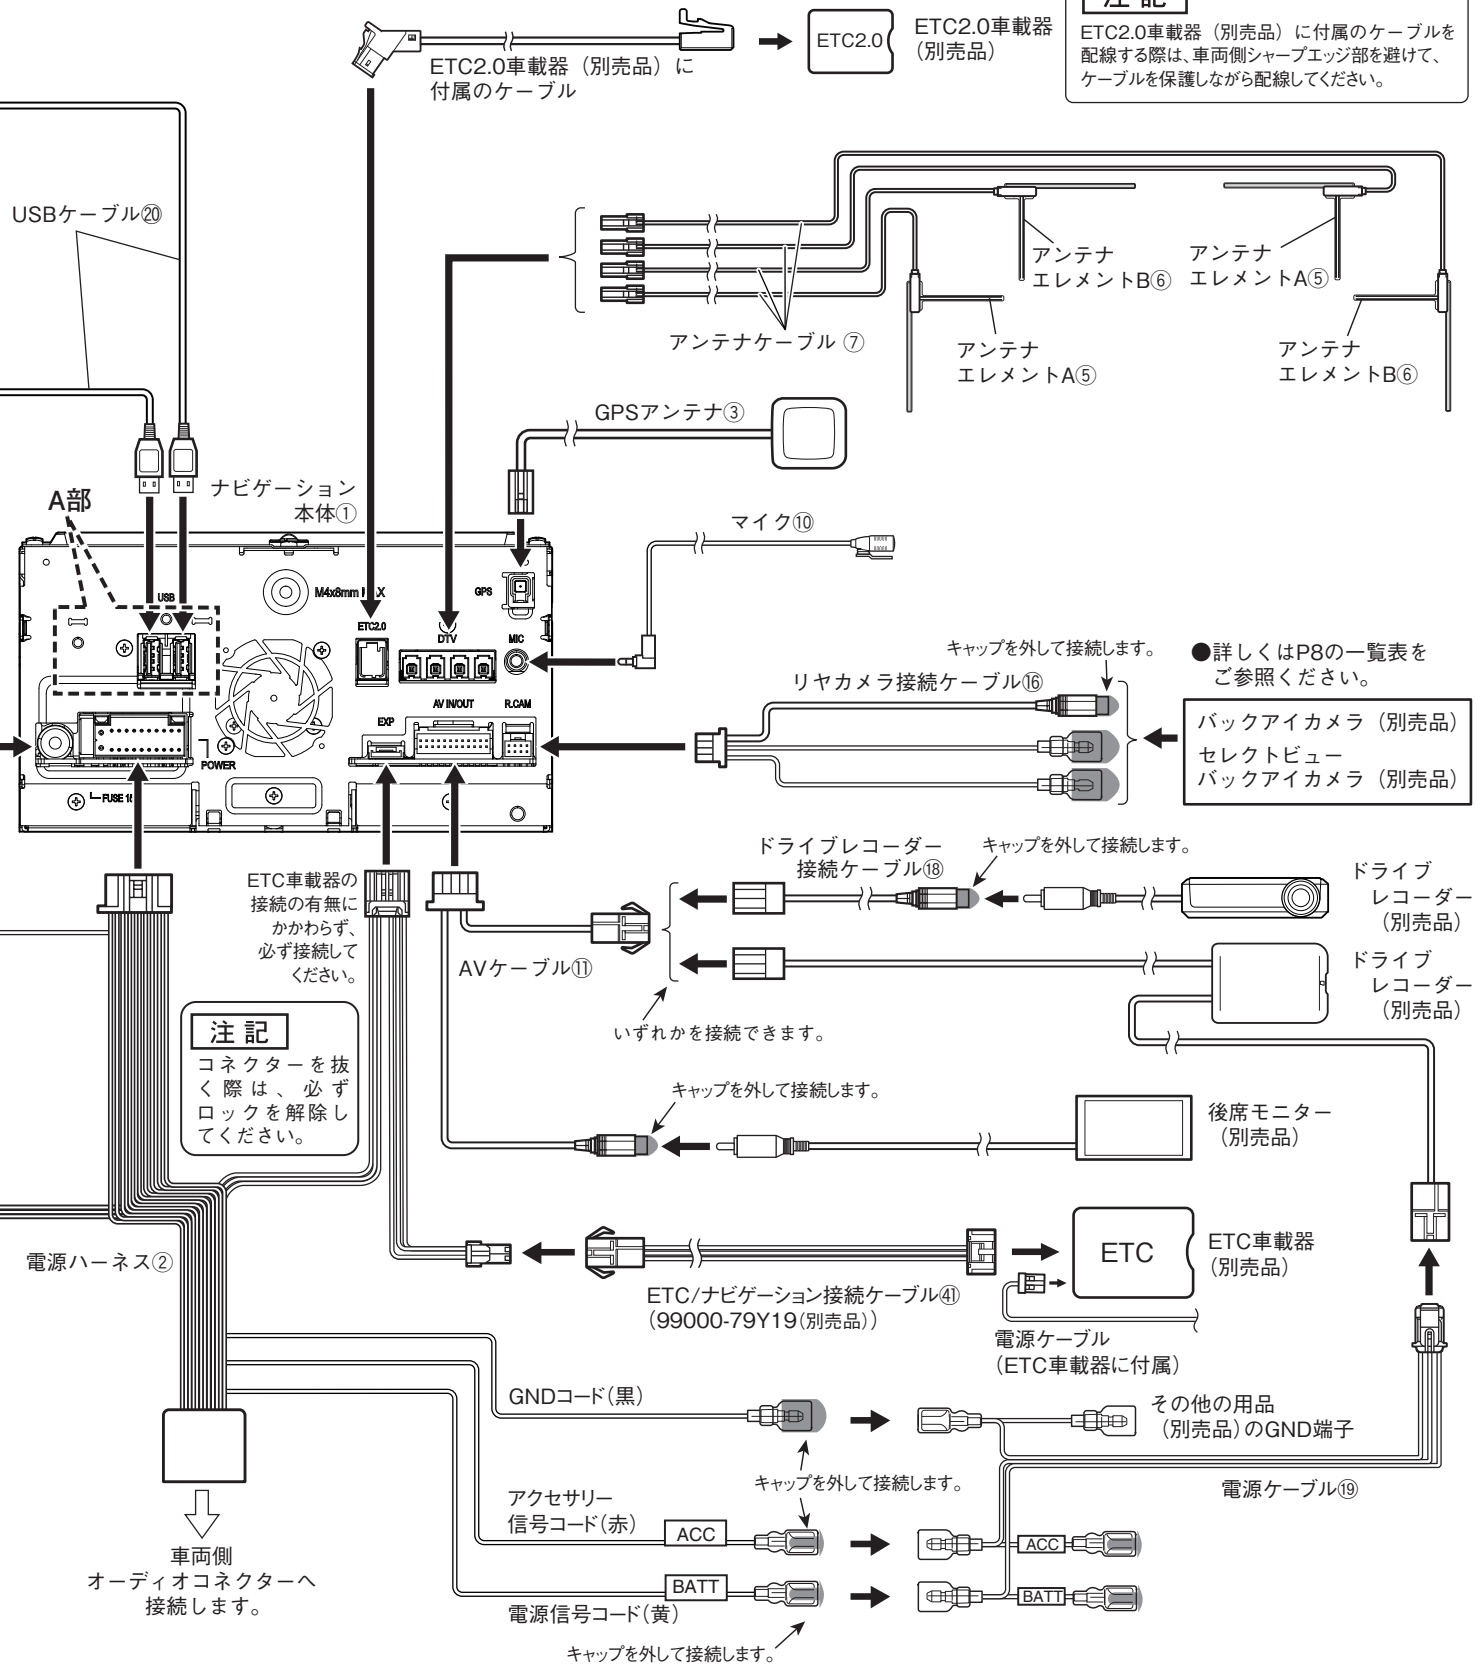 注 記
ETC2.0車載器（別売品）に付属のケーブルを
配線する際は、車両側シャープエッジ部を避けて、
ケーブルを保護しながら配線してください。
ETC2.0
ETC2.0車載器
（別売品）
ETC2.0車載器（別売品）に
付属のケーブル
USBケーブル⑳
アンテナ
エレメントB⑥
アンテナ
エレメントA⑤
アンテナケーブル ⑦
アンテナ
エレメントA⑤
アンテナ
エレメントB⑥
GPSアンテナ③
A部
ナビゲーション
本体①
マイク⑩
USB
M4x8mm
GPS
ETC2.0
DTV
MIC
EXP
AV IN/OUT
R.CAM
POWER
FUSE
キャップを外して接続します。
リヤカメラ接続ケーブル⑯
●詳しくはP8の一覧表を
ご参照ください。
バックアイカメラ（別売品）
セレクトビュー
バックアイカメラ（別売品）
ETC車載器の
接続の有無に
かかわらず、
必ず接続して
ください。
ドライブレコーダー
接続ケーブル⑱
キャップを外して接続します。
ドライブ
レコーダー
（別売品）
AVケーブル⑪
ドライブ
レコーダー
（別売品）
いずれかを接続できます。
注 記
コネクターを抜
く際は、必ず
ロックを解除し
てください。
キャップを外して接続します。
後席モニター
（別売品）
電源ハーネス②
ETC
ETC車載器
（別売品）
ETC/ナビゲーション接続ケーブル㊶
（99000-79Y19（別売品））
電源ケーブル
（ETC車載器に付属）
GNDコード（黒）
その他の用品
（別売品）のGND端子
キャップを外して接続します。
電源ケーブル⑲
アクセサリー
信号コード（赤）
ACC
ACC
車両側
オーディオコネクターへ
接続します。
BATT
BATT
電源信号コード（黄）
キャップを外して接続します。